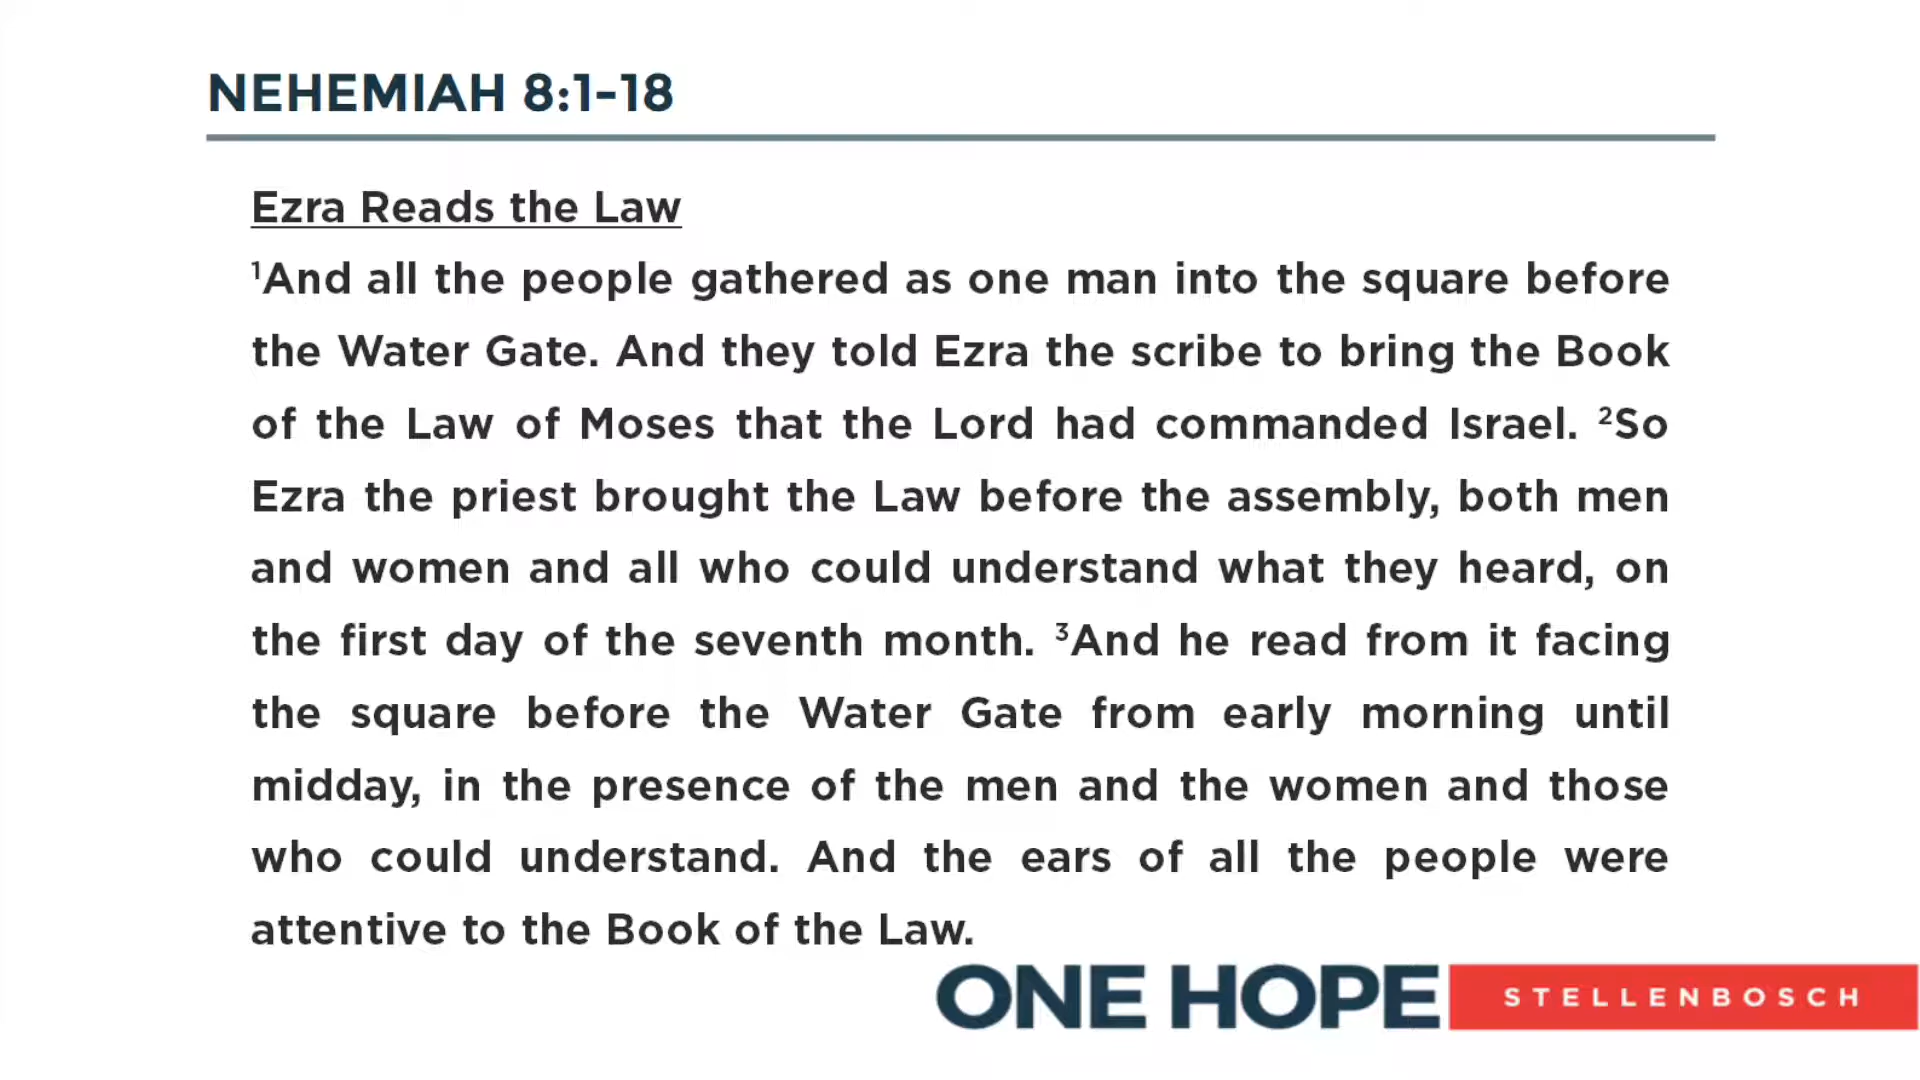 NEHEMIAH 8:1-18
Ezra Reads the Law
¹And all the people gathered as one man into the square before
the Water Gate. And they told Ezra the scribe to bring the Book
of the Law of Moses that the Lord had commanded Israel. ²So
Ezra the priest brought the Law before the assembly, both men
and women and all who could understand what they heard, on
the first day of the seventh month. ³And he read from it facing
the square before the Water Gate from early morning until
midday, in the presence of the men and the women and those
who could understand. And the ears of all the people were
attentive to the Book of the Law.
ONE HOPE STELLENBOSCH